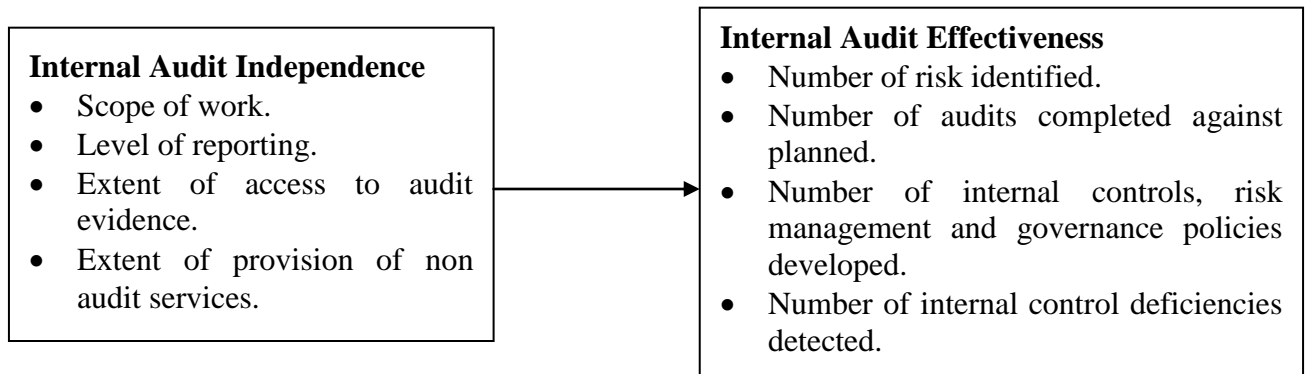 Internal Audit Independence
• Scope of work.
• Level of reporting.
• Extent of access to audit
evidence.
• Extent of provision of non
audit services.
Internal Audit Effectiveness
• Number of risk identified.
• Number of audits completed against
planned.
• Number of internal controls, risk
management and governance policies
developed.
• Number of internal control deficiencies
detected.